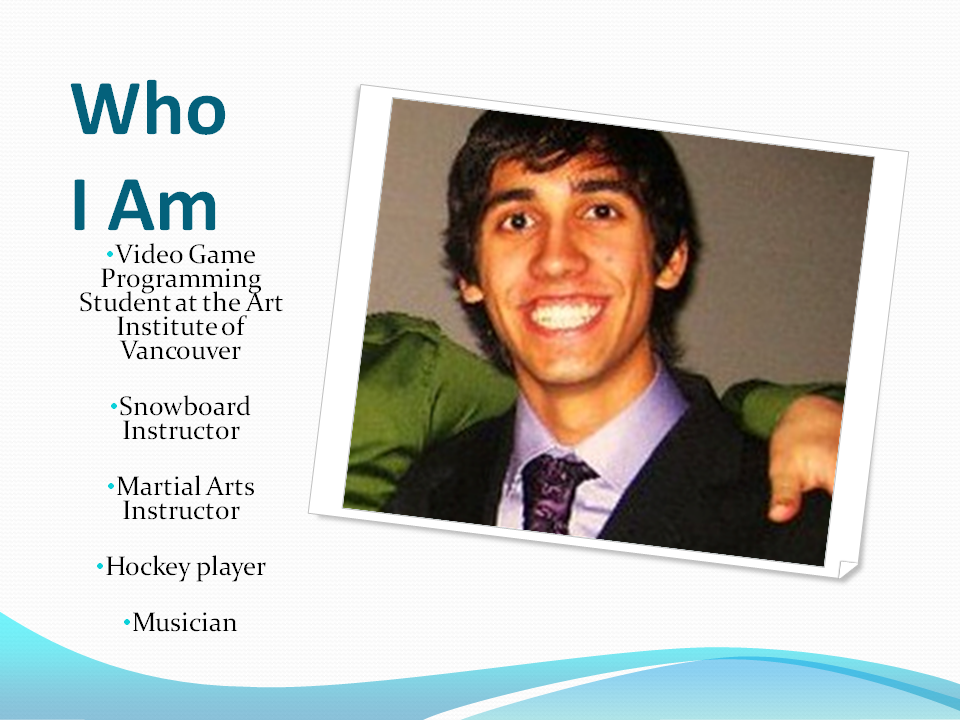 Who
I Am
•Video Game
Programming
Student at the Art
Institute of
Vancouver
•Snowboard
Instructor
•Martial Arts
Instructor
•Hockey player
•Musician